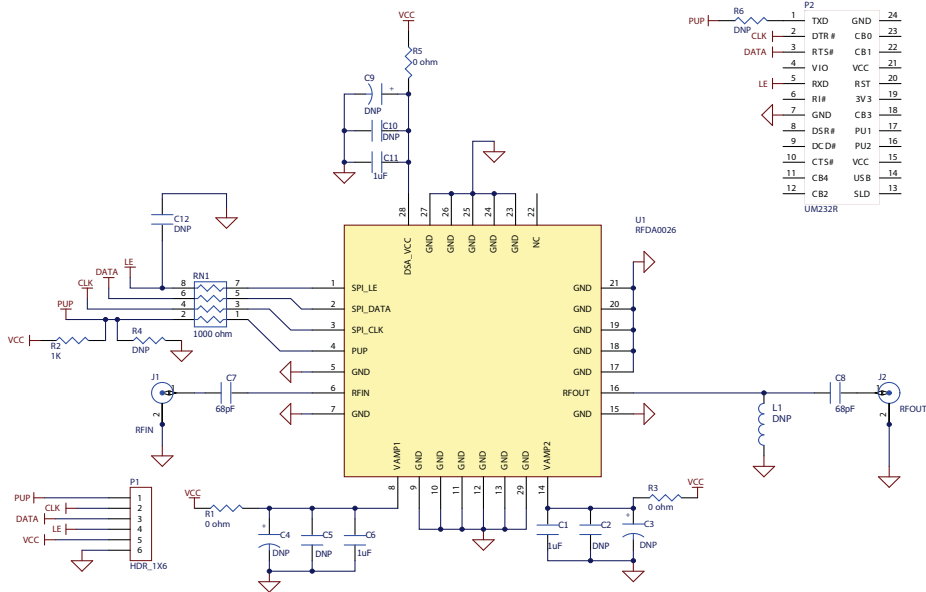 VCC
R5
0 ohm
C9
+
DNP
C10
DNP
C11
1uF
P2
UM232R
PUP
R6
DNP
CLK
DATA
LE
1 TXD GND 24
2 DTR# CB0 23
3 RTS# CB1 22
4 VIO VCC 21
5 RXD RST 20
6 RI# 3V3 19
7 GND CB3 18
8 DSR# PU1 17
9 DCD# PU2 16
10 CTS# VCC 15
11 CB4 USB 14
12 CB2 SLD 13
28 27 26 25 24 23 22
DSA_VCC GND GND GND GND GND NC
U1
RFDA0026
C12
DNP
LE
DATA
CLK
PUP
RN1
8 7
6 5
4 3
2 1
1000 ohm
VCC
R2
1K
R4
DNP
1 SPI_LE
2 SPI_DATA
3 SPI_CLK
4 PUP
5 GND
6 RFIN
7 GND
GND 21
GND 20
GND 19
GND 18
GND 17
RFOUT 16
GND 15
J1
1
2
RFIN
C7
68pF
L1
DNP
C8
68pF
J2
1
2
RFOUT
VAMP1 GND GND GND GND GND GND VAMP2
8 9 10 11 12 13 29 14
P1
PUP 1
CLK 2
DATA 3
LE 4
VCC 5
6
HDR_1X6
VCC
R1
0 ohm
+
C4
DNP
C5
DNP
C6
1uF
C1
1uF
C2
DNP
+
C3
DNP
R3
0 ohm
VCC